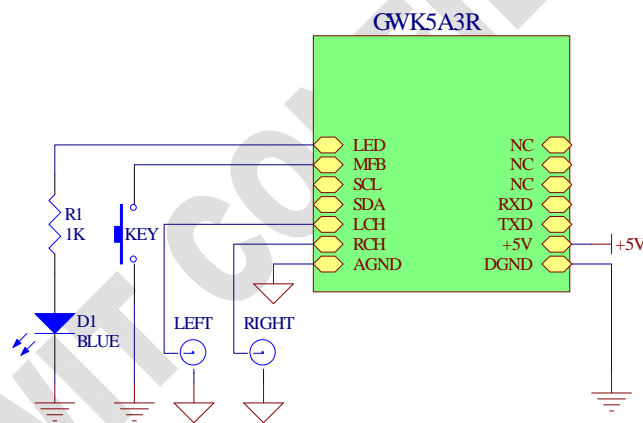 GWK5A3R
LED
MFB
SCL
SDA
LCH
RCH
AGND
NC
NC
NC
RXD
TXD
+5V
DGND
+5V
R1
1K
KEY
D1
BLUE
LEFT
RIGHT